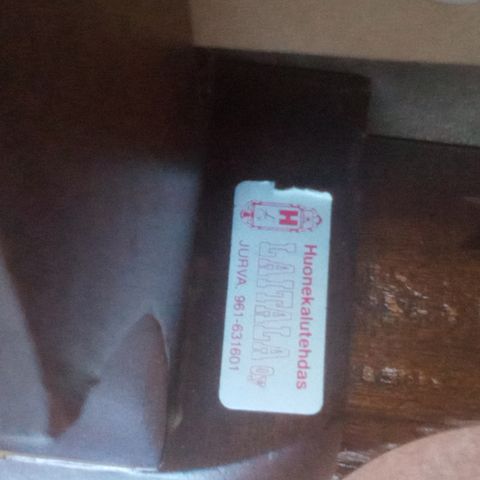 H
Huonekalutehdas
LAITALA Oy
JURVA, 961-631601